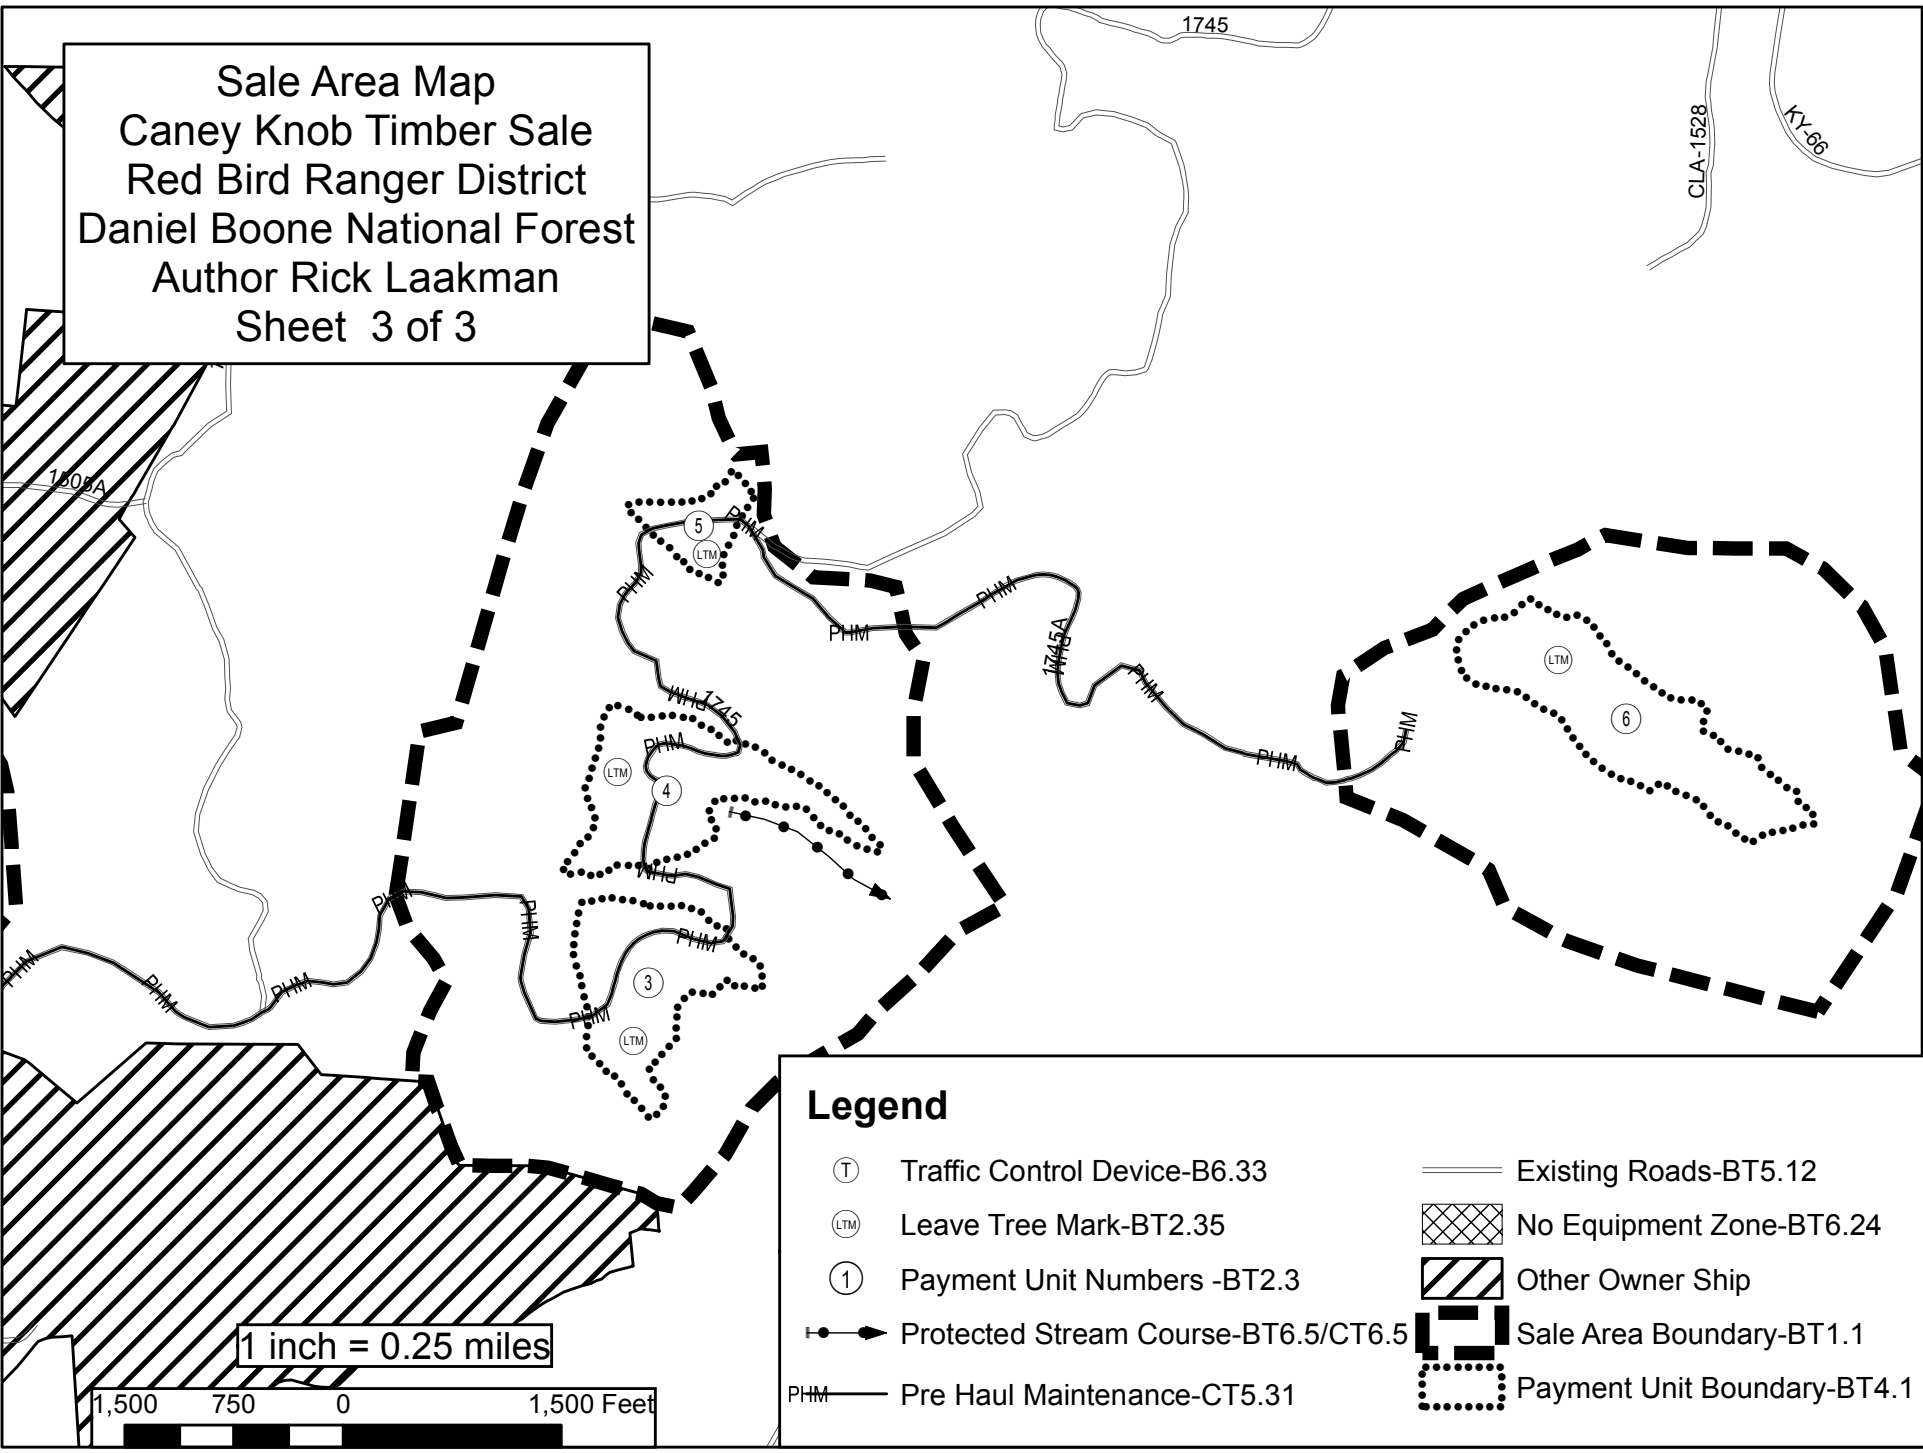 Sale Area Map
Caney Knob Timber Sale
Red Bird Ranger District
Daniel Boone National Forest
Author Rick Laakman
Sheet 3 of 3
1745
CLA-1528
KY-66
1505A
5
LTM
PHM
PHM
PHM
PHM
1745A
PHM
PHM
PHM
PHM
LTM
6
PHM
1745
PHM
LTM
4
PHM
PHM
PHM
PHM
3
LTM
PHM
PHM
PHM
PHM
Legend
T Traffic Control Device-B6.33
LTM Leave Tree Mark-BT2.35
1 Payment Unit Numbers -BT2.3
Protected Stream Course-BT6.5/CT6.5
PHM Pre Haul Maintenance-CT5.31
Existing Roads-BT5.12
No Equipment Zone-BT6.24
Other Owner Ship
Sale Area Boundary-BT1.1
Payment Unit Boundary-BT4.1
1 inch = 0.25 miles
1,500 750 0 1,500 Feet